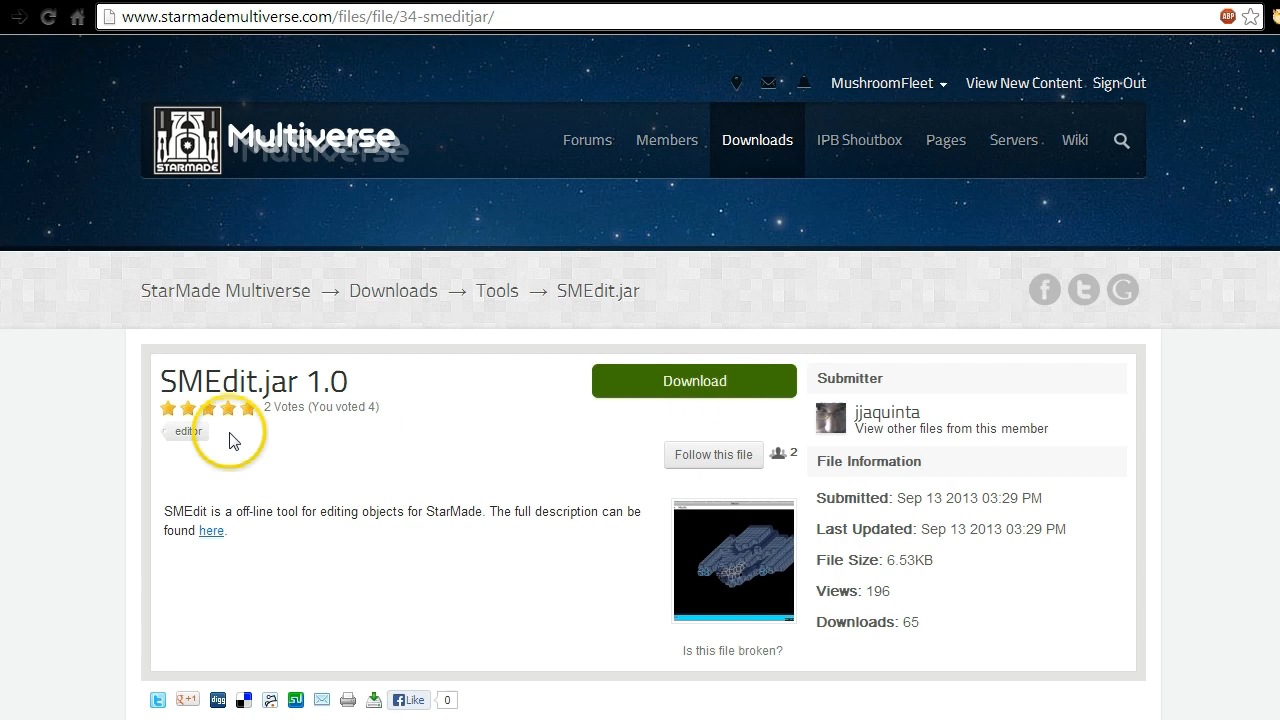 www.starmademultiverse.com/files/file/34-smeditjar/
ABP
MushroomFleet View New Content Sign Out
STARMADE Multiverse
Forums Members Downloads IPB Shoutbox Pages Servers Wiki
StarMade Multiverse → Downloads → Tools → SMEdit.jar
SMEdit.jar 1.0
Download
2 Votes (You voted 4)
editor
Follow this file 2
SMEdit is a off-line tool for editing objects for StarMade. The full description can be
found here.
Is this file broken?
Submitter
jjaquinta
View other files from this member
File Information
Submitted: Sep 13 2013 03:29 PM
Last Updated: Sep 13 2013 03:29 PM
File Size: 6.53KB
Views: 196
Downloads: 65
+1 digg Like 0